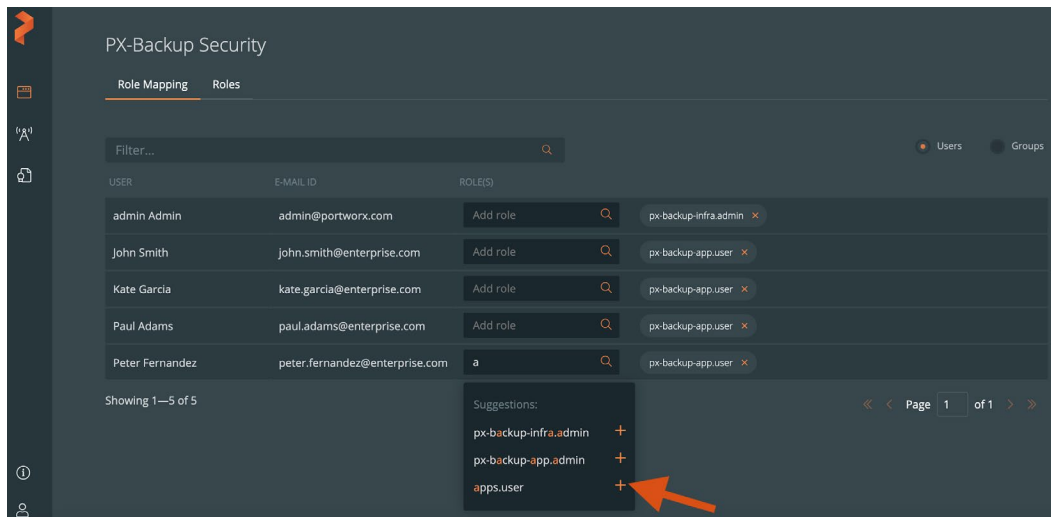 PX-Backup Security
Role Mapping Roles
Filter... Users Groups
USER E-MAIL ID ROLE(S)
admin Admin admin@portworx.com Add role px-backup-infra.admin ×
John Smith john.smith@enterprise.com Add role px-backup-app.user ×
Kate Garcia kate.garcia@enterprise.com Add role px-backup-app.user ×
Paul Adams paul.adams@enterprise.com Add role px-backup-app.user ×
Peter Fernandez peter.fernandez@enterprise.com a px-backup-app.user ×
Showing 1—5 of 5 « < Page 1 of 1 > »
Suggestions:
px-backup-infra.admin +
px-backup-app.admin +
apps.user +